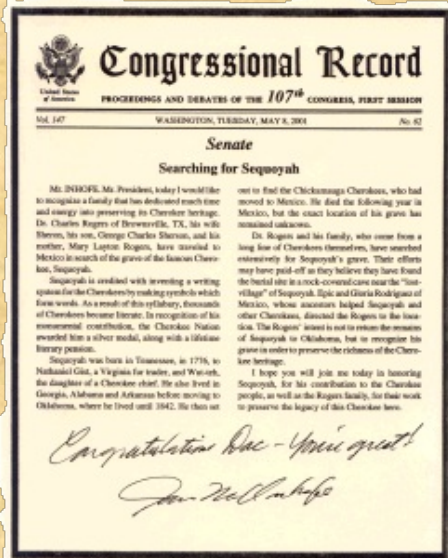 United States
of America
Congressional Record
PROCEEDINGS AND DEBATES OF THE 107th CONGRESS, FIRST SESSION
Vol. 147 WASHINGTON, TUESDAY, MAY 8, 2001 No. 62
Senate
Searching for Sequoyah
Mr. INHOFE. Mr. President, today I would like
to recognize a family that has dedicated much time
and energy into preserving its Cherokee heritage.
Dr. Charles Rogers of Brownsville, TX, his wife
Sheron, his son, George Charles Sherson, and his
mother, Mary Layton Rogers, have traveled to
Mexico in search of the grave of the famous Chero-
kee, Sequoyah.
Sequoyah is credited with inventing a writing
system for the Cherokees by making symbols which
form words. As a result of this syllabary, thousands
of Cherokees became literate. In recognition of his
monumental contribution, the Cherokee Nation
awarded him a silver medal, along with a lifetime
literary pension.
Sequoyah was born in Tennessee, in 1776, to
Nathaniel Gist, a Virginia fur trader, and Wut-teh,
the daughter of a Cherokee chief. He also lived in
Georgia, Alabama and Arkansas before moving to
Oklahoma, where he lived until 1842. He then set
out to find the Chickamauga Cherokees, who had
moved to Mexico. He died the following year in
Mexico, but the exact location of his grave has
remained unknown.
Dr. Rogers and his family, who come from a
long line of Cherokees themselves, have searched
extensively for Sequoyah's grave. Their efforts
may have paid-off as they believe they have found
the burial site in a rock-covered cave near the "lost-
village" of Sequoyah. Epic and Gloria Rodriguez of
Mexico, whose ancestors helped Sequoyah and
other Cherokees, directed the Rogers to the loca-
tion. The Rogers' intent is not to return the remains
of Sequoyah to Oklahoma, but to recognize his
grave in order to preserve the richness of the Chero-
kee heritage.
I hope you will join me today in honoring
Sequoyah, for his contribution to the Cherokee
people, as well as the Rogers family, for their work
to preserve the legacy of this Cherokee hero.
Congratulations Doc - You're great!